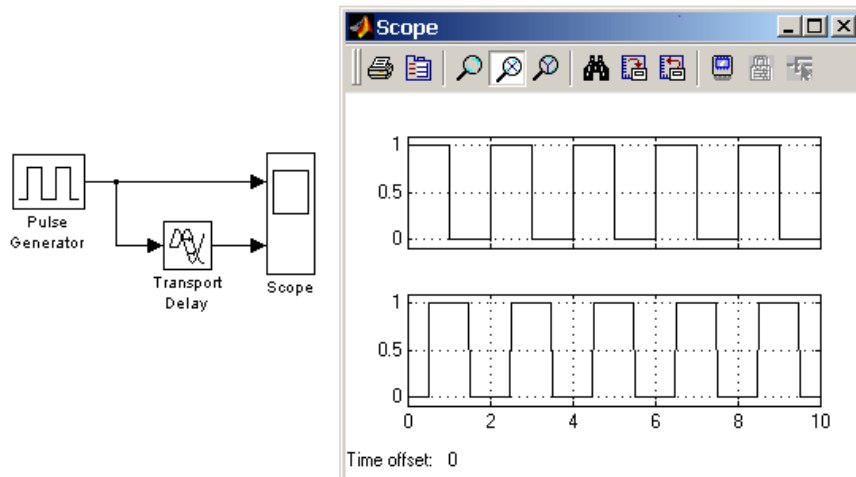 Scope
1
0.5
0
Pulse
Generator
Transport
Delay
Scope
1
0.5
0
0 2 4 6 8 10
Time offset: 0